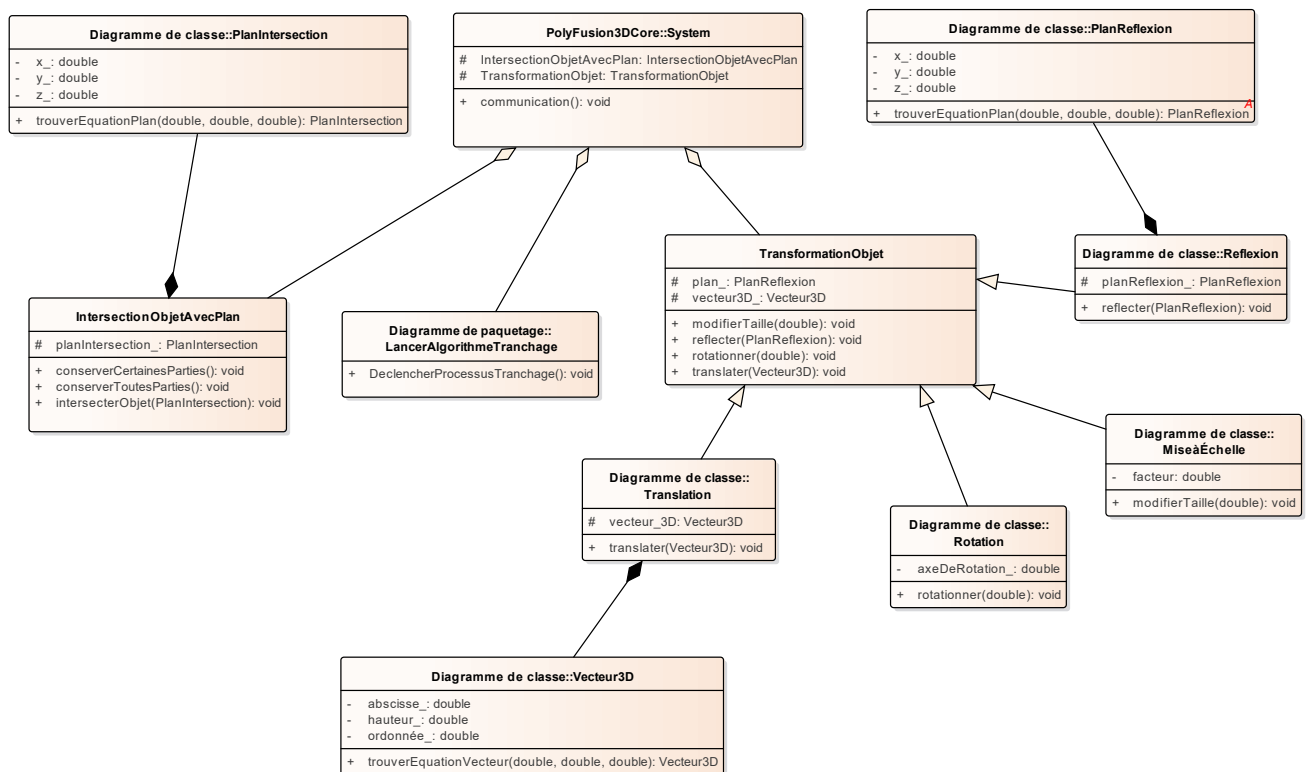 Diagramme de classe::PlanIntersection
- x_: double
- y_: double
- z_: double
+ trouverEquationPlan(double, double, double): PlanIntersection
PolyFusion3DCore::System
# IntersectionObjetAvecPlan: IntersectionObjetAvecPlan
# TransformationObjet: TransformationObjet
+ communication(): void
Diagramme de classe::PlanReflexion
- x_: double
- y_: double
- z_: double
A
+ trouverEquationPlan(double, double, double): PlanReflexion
TransformationObjet
# plan_: PlanReflexion
# vecteur3D_: Vecteur3D
+ modifierTaille(double): void
+ reflecter(PlanReflexion): void
+ rotationner(double): void
+ translater(Vecteur3D): void
Diagramme de classe::Reflexion
# planReflexion_: PlanReflexion
+ reflecter(PlanReflexion): void
IntersectionObjetAvecPlan
# planIntersection_: PlanIntersection
+ conserverCertainesParties(): void
+ conserverToutesParties(): void
+ intersecterObjet(PlanIntersection): void
Diagramme de paquetage::
LancerAlgorithmeTranchage
+ DeclencherProcessusTranchage(): void
Diagramme de classe::
MiseàÉchelle
- facteur: double
+ modifierTaille(double): void
Diagramme de classe::
Translation
# vecteur_3D: Vecteur3D
+ translater(Vecteur3D): void
Diagramme de classe::
Rotation
- axeDeRotation_: double
+ rotationner(double): void
Diagramme de classe::Vecteur3D
- abscisse_: double
- hauteur_: double
- ordonnée_: double
+ trouverEquationVecteur(double, double, double): Vecteur3D